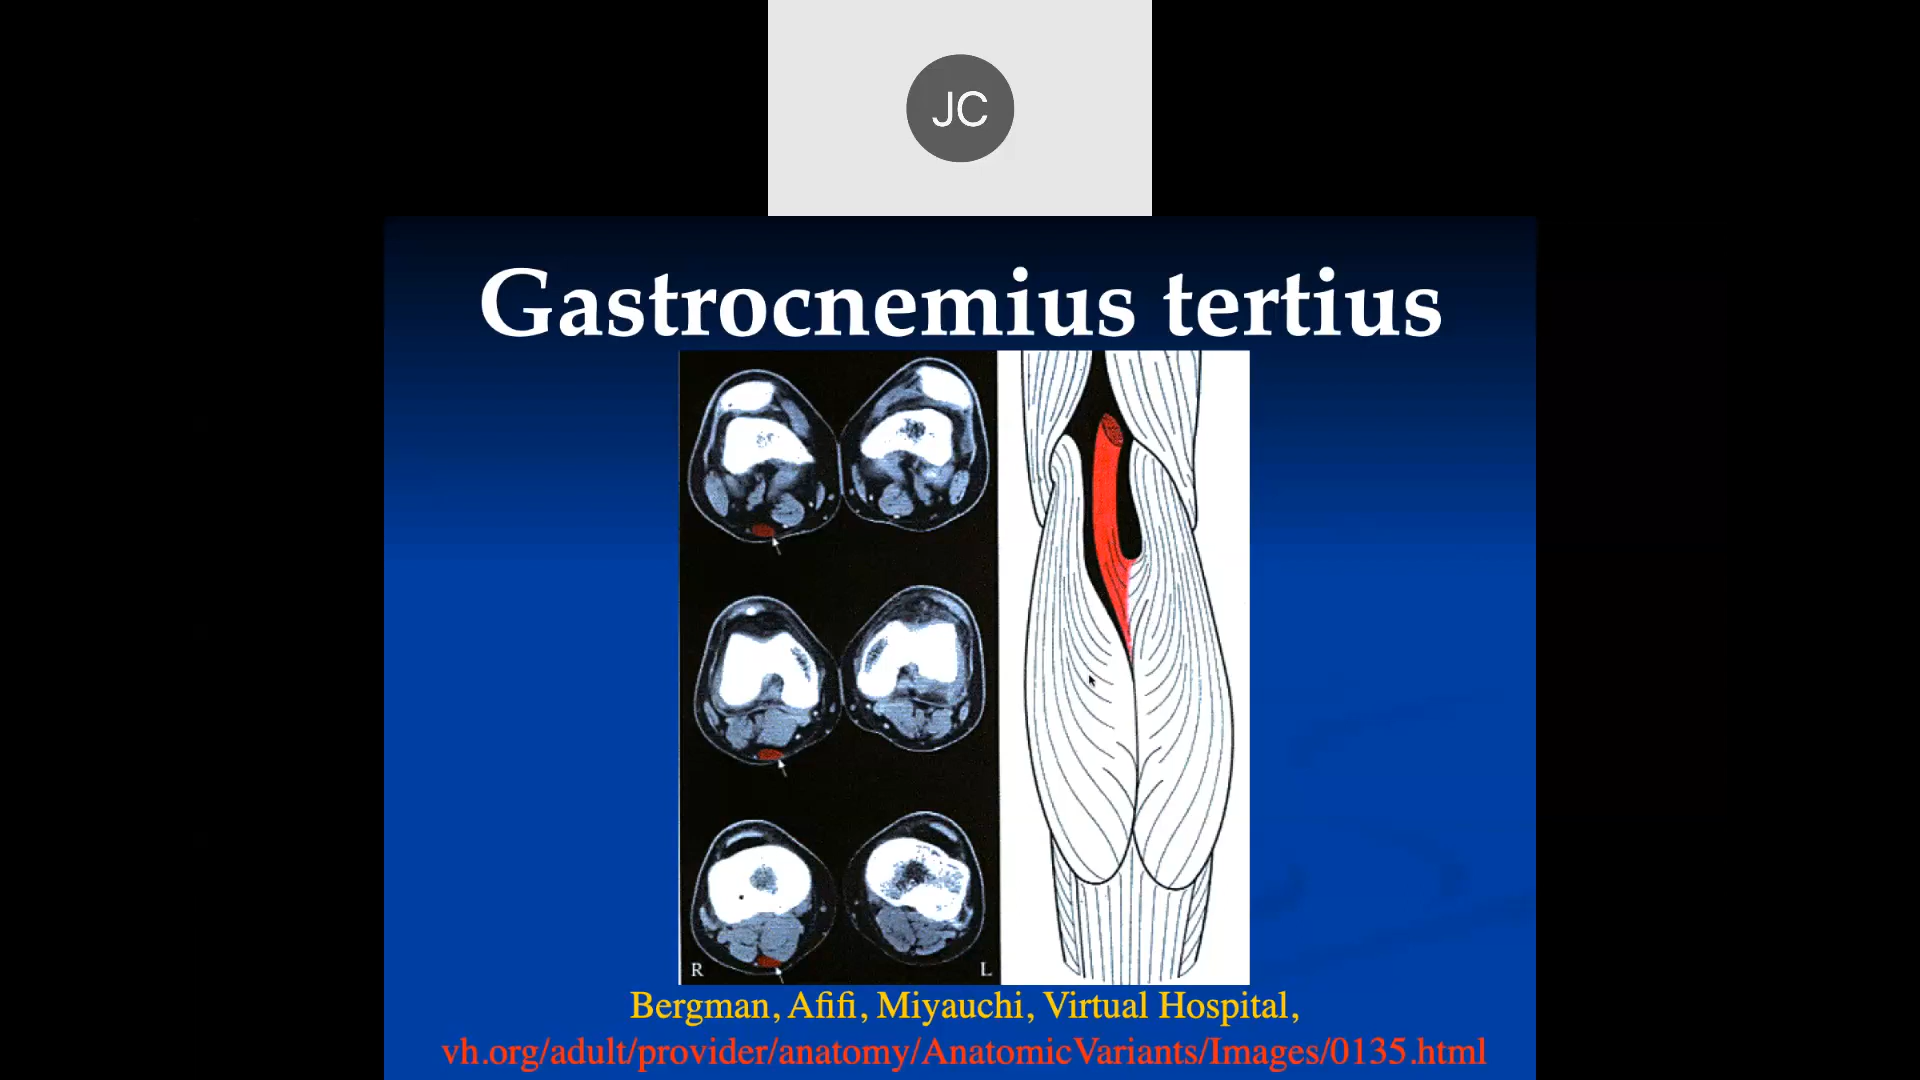 JC
Gastrocnemius tertius
R
L
Bergman, Afifi, Miyauchi, Virtual Hospital,
vh.org/adult/provider/anatomy/AnatomicVariants/Images/0135.html